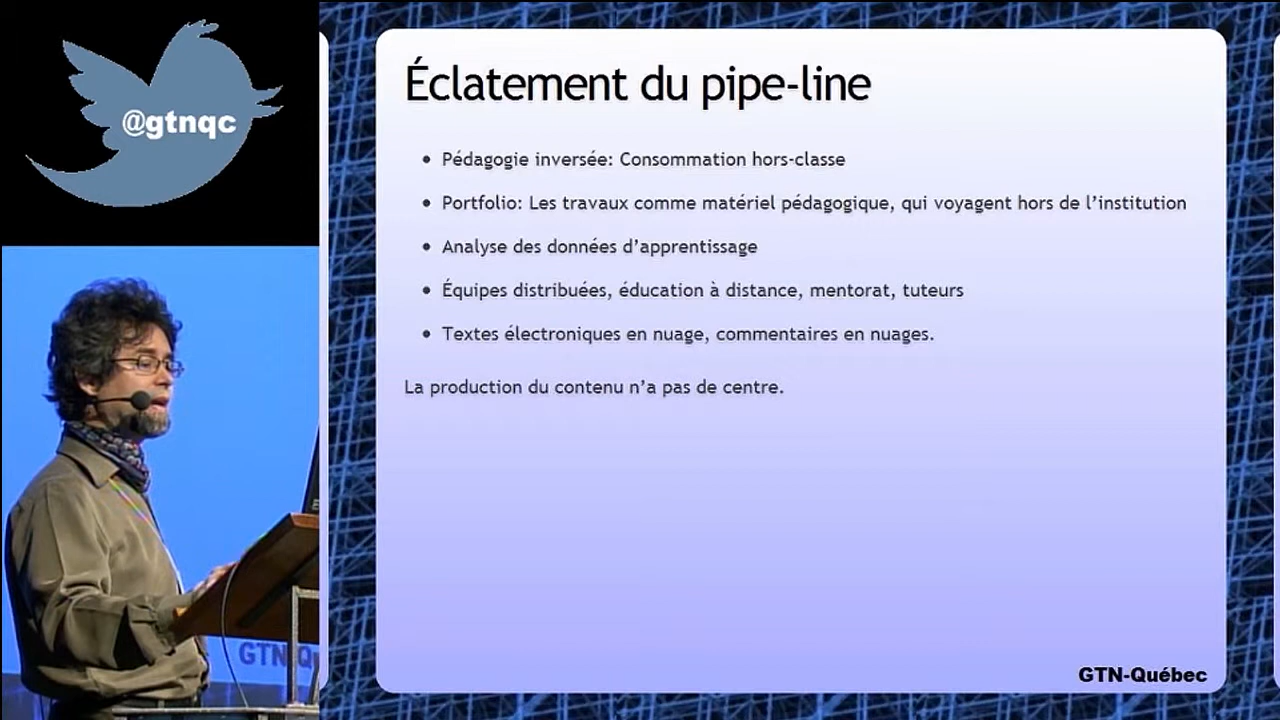 @gtnqc
Éclatement du pipe-line
• Pédagogie inversée: Consommation hors-classe
• Portfolio: Les travaux comme matériel pédagogique, qui voyagent hors de l’institution
• Analyse des données d’apprentissage
• Équipes distribuées, éducation à distance, mentorat, tuteurs
• Textes électroniques en nuage, commentaires en nuages.
La production du contenu n’a pas de centre.
GTN-Québec
GTN-Qu